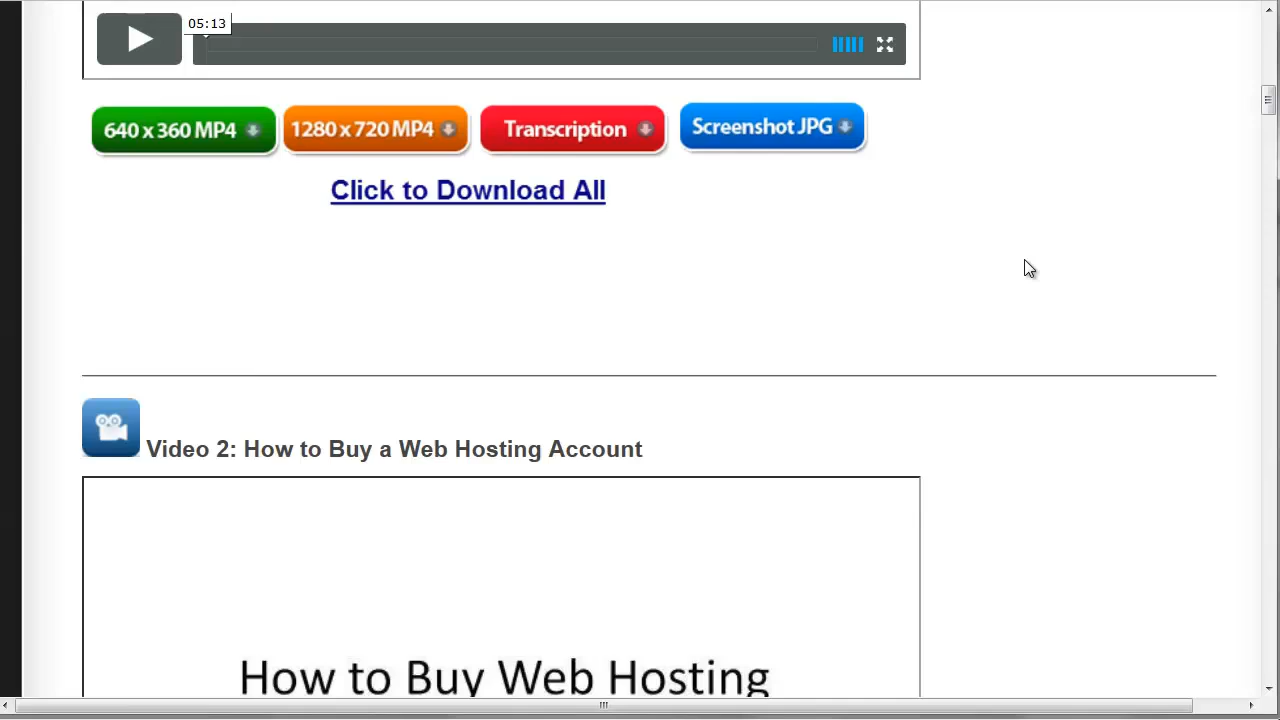 05:13
640 x 360 MP4 1280 x 720 MP4 Transcription Screenshot JPG
Click to Download All
Video 2: How to Buy a Web Hosting Account
How to Buy Web Hosting